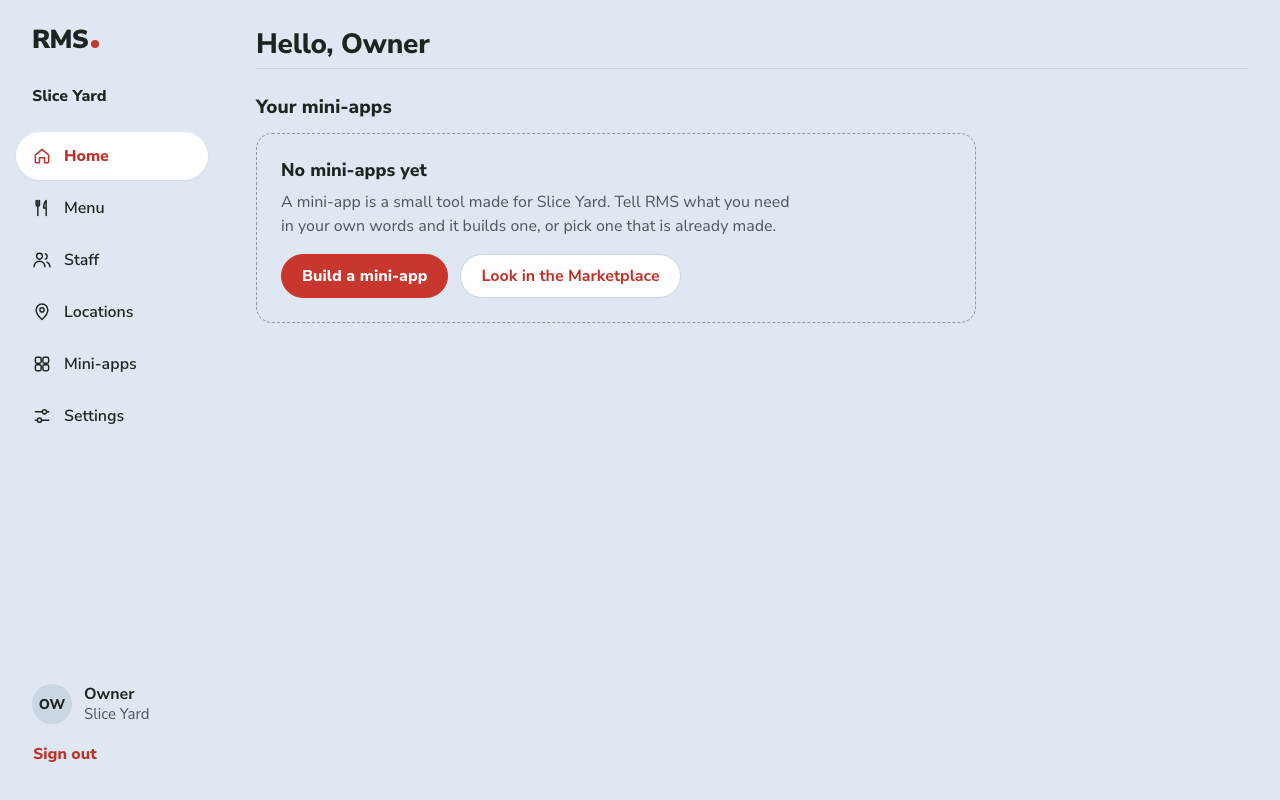 RMS.
Slice Yard
Home
Menu
Staff
Locations
Mini-apps
Settings
OW
Owner
Slice Yard
Sign out
Hello, Owner
Your mini-apps
No mini-apps yet
A mini-app is a small tool made for Slice Yard. Tell RMS what you need
in your own words and it builds one, or pick one that is already made.
Build a mini-app
Look in the Marketplace